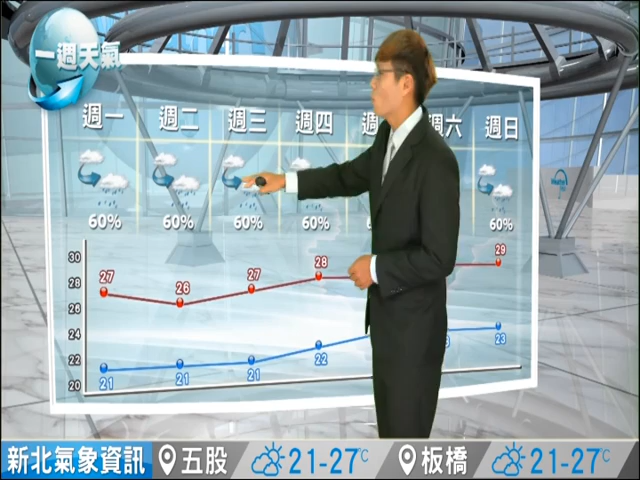 一週天氣
週一 週二 週三 週四 週六 週日
60% 60% 60% 60% 60%
30
28
26
24
22
20
27 26 27 28 29
21 21 21 22 23
新北氣象資訊 五股 21-27°C 板橋 21-27°C